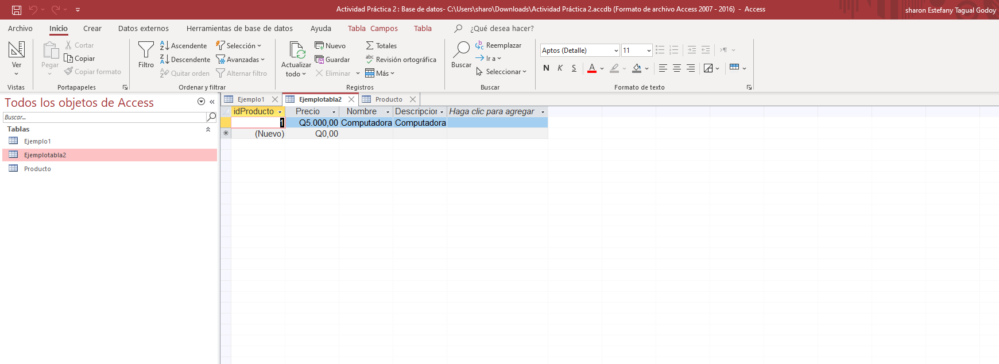 Actividad Práctica 2 : Base de datos- C:\Users\sharo\Downloads\Actividad Práctica 2.accdb (Formato de archivo Access 2007 - 2016) - Access
sharon Estefany Tagual Godoy
Archivo Inicio Crear Datos externos Herramientas de base de datos Ayuda Tabla Campos Tabla ¿Qué desea hacer?
Ver
Vistas
Pegar
Cortar
Copiar
Copiar formato
Portapapeles
Filtro
Ascendente
Descendente
Quitar orden
Selección
Avanzadas
Alternar filtro
Ordenar y filtrar
Actualizar
todo
Nuevo
Guardar
Eliminar
Totales
Revisión ortográfica
Más
Registros
Buscar
Reemplazar
Ir a
Seleccionar
Buscar
Aptos (Detalle) 11
N K S A
Formato de texto
Todos los objetos de Access
Buscar...
Tablas
Ejemplo1
Ejemplotabla2
Producto
Ejemplo1 Ejemplotabla2 Producto
idProducto Precio Nombre Descripcion Haga clic para agregar
1 Q5.000,00 Computadora Computadora
* (Nuevo) Q0,00